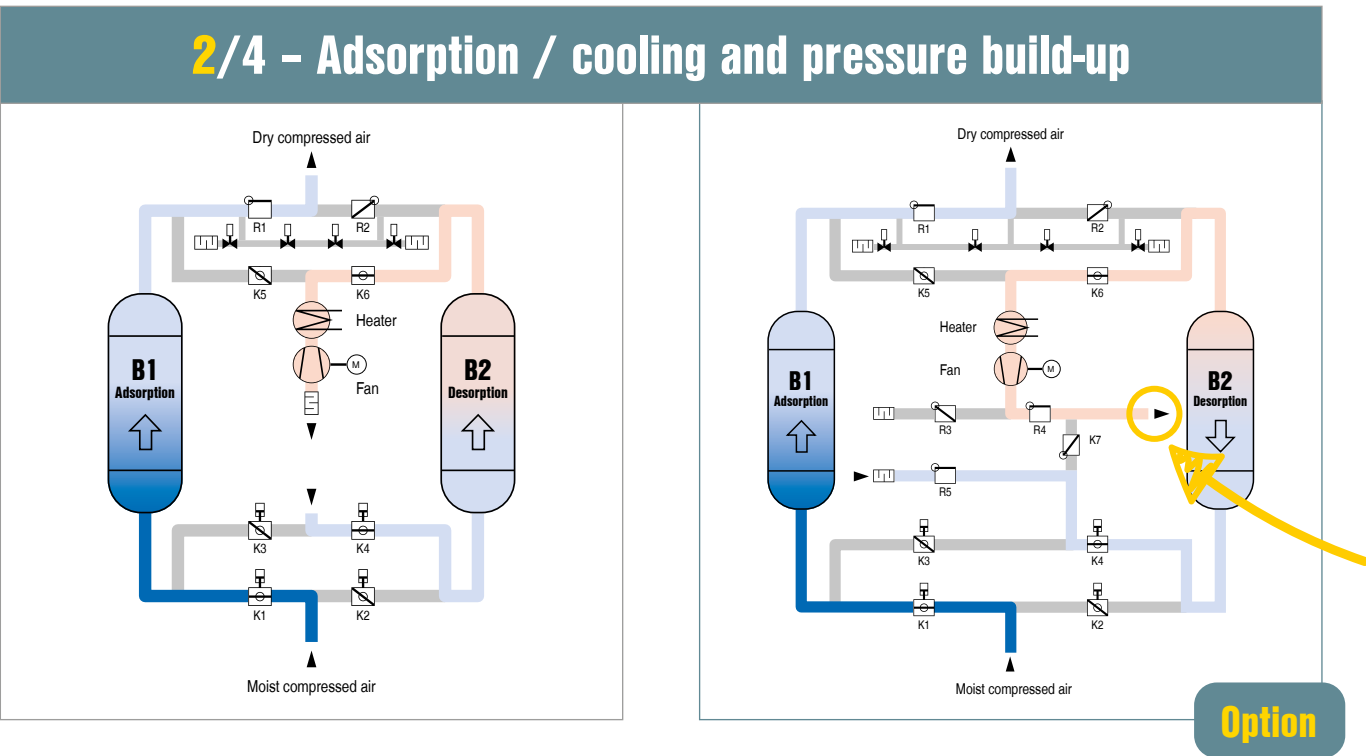 2/4 – Adsorption / cooling and pressure build-up
Dry compressed air
R1
R2
K5
K6
Heater
M
Fan
B1
Adsorption
B2
Desorption
K3
K4
K1
K2
Moist compressed air
Dry compressed air
R1
R2
K5
K6
Heater
Fan
M
B1
Adsorption
B2
Desorption
R3
R4
K7
R5
K3
K4
K1
K2
Moist compressed air
Option